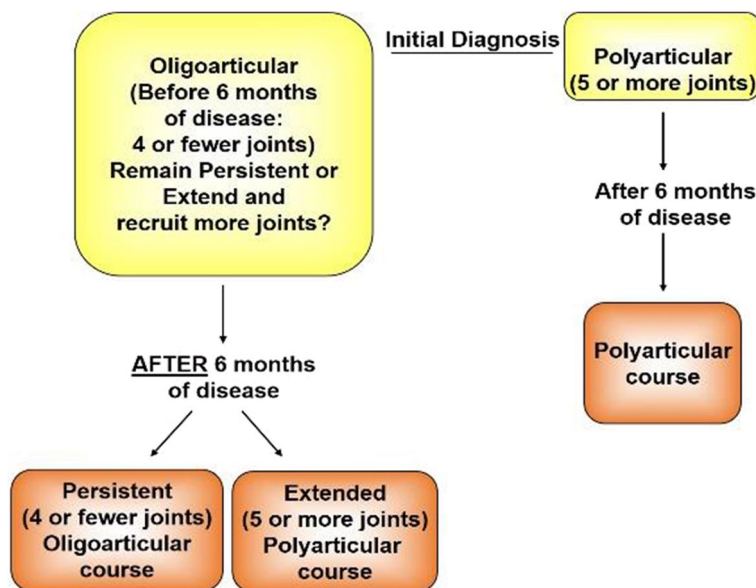 Initial Diagnosis
Oligoarticular
(Before 6 months
of disease:
4 or fewer joints)
Remain Persistent or
Extend and
recruit more joints?
Polyarticular
(5 or more joints)
After 6 months
of disease
Polyarticular
course
AFTER 6 months
of disease
Persistent
(4 or fewer joints)
Oligoarticular
course
Extended
(5 or more joints)
Polyarticular
course